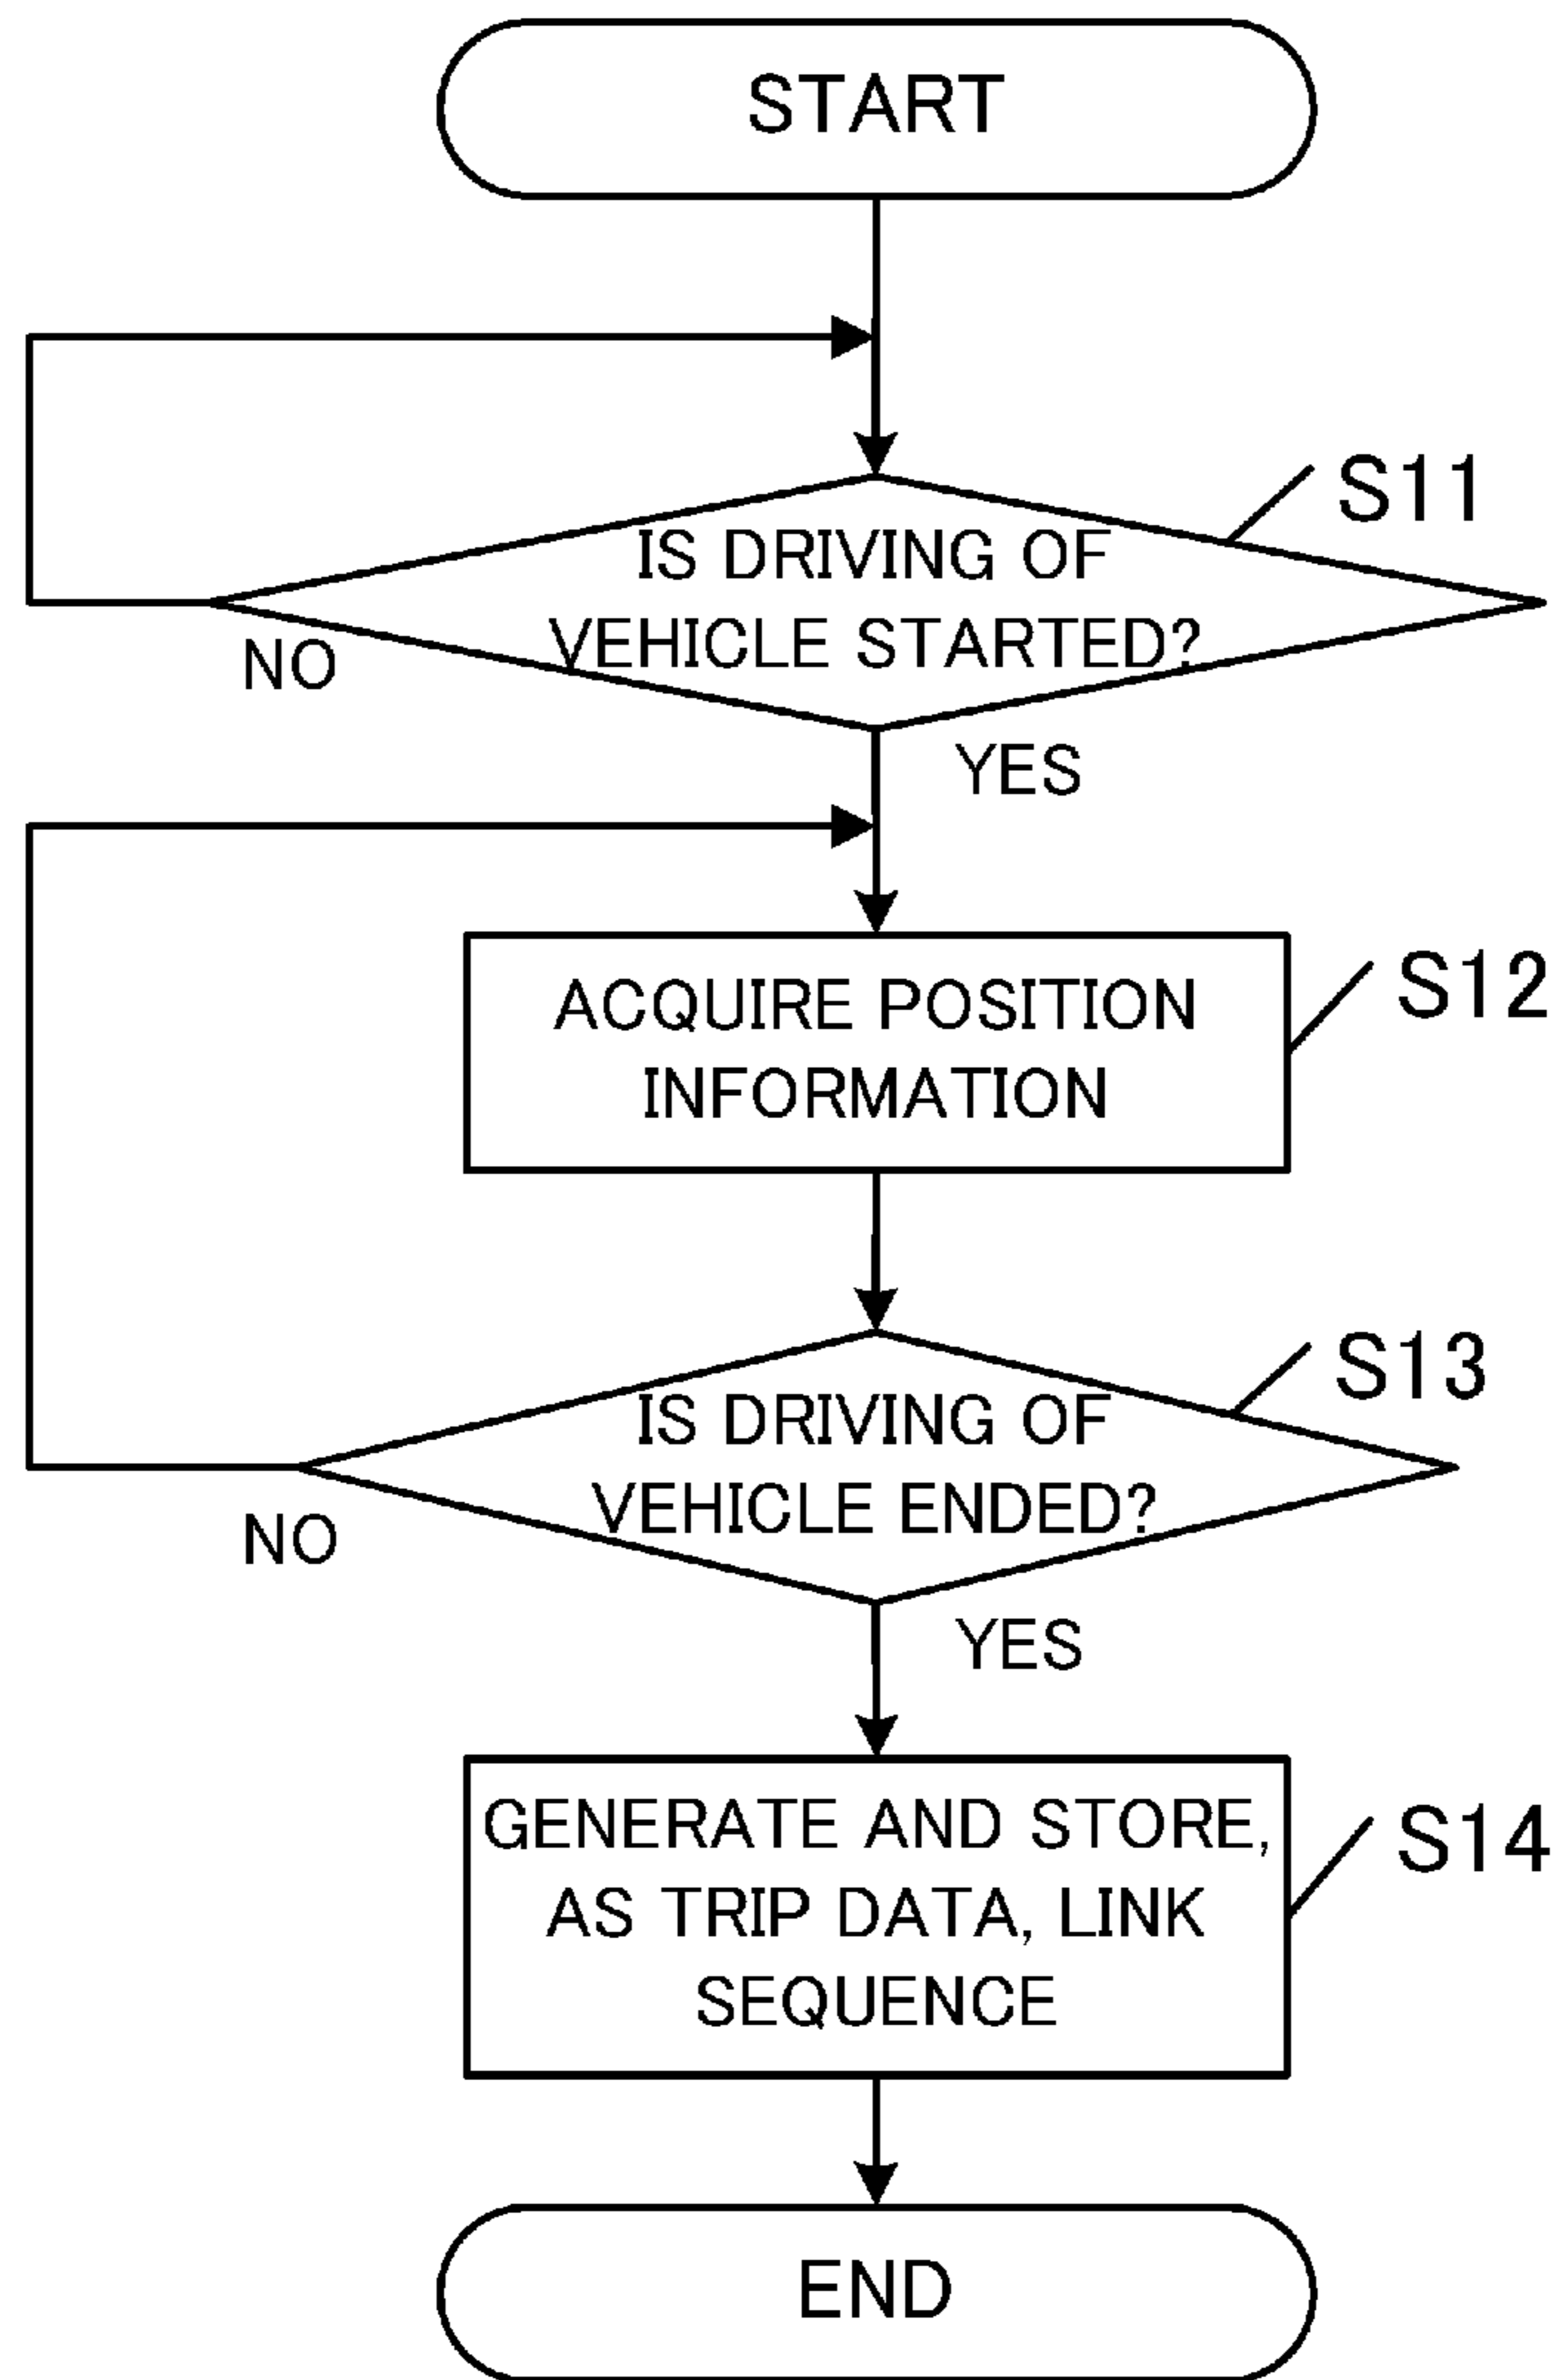 START
S11
IS DRIVING OF
VEHICLE STARTED?
NO
YES
S12
ACQUIRE POSITION
INFORMATION
S13
IS DRIVING OF
VEHICLE ENDED?
NO
YES
GENERATE AND STORE,
S14
AS TRIP DATA, LINK
SEQUENCE
END